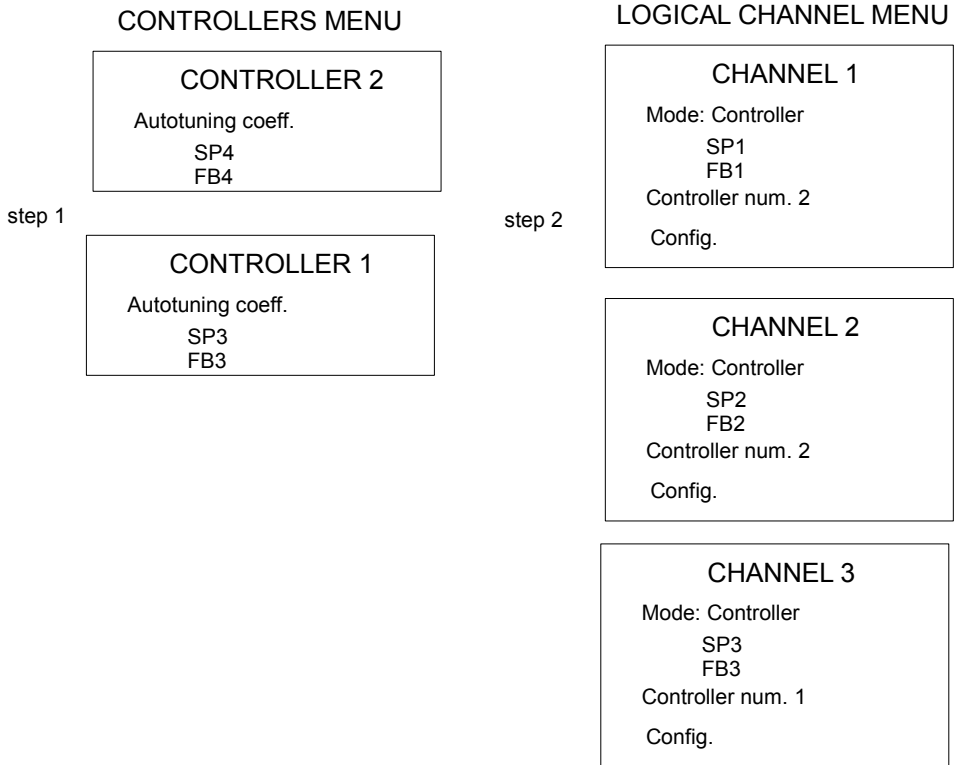 CONTROLLERS MENU
CONTROLLER 2
Autotuning coeff.
SP4
FB4
step 1
CONTROLLER 1
Autotuning coeff.
SP3
FB3
LOGICAL CHANNEL MENU
CHANNEL 1
Mode: Controller
SP1
FB1
Controller num. 2
Config.
step 2
CHANNEL 2
Mode: Controller
SP2
FB2
Controller num. 2
Config.
CHANNEL 3
Mode: Controller
SP3
FB3
Controller num. 1
Config.